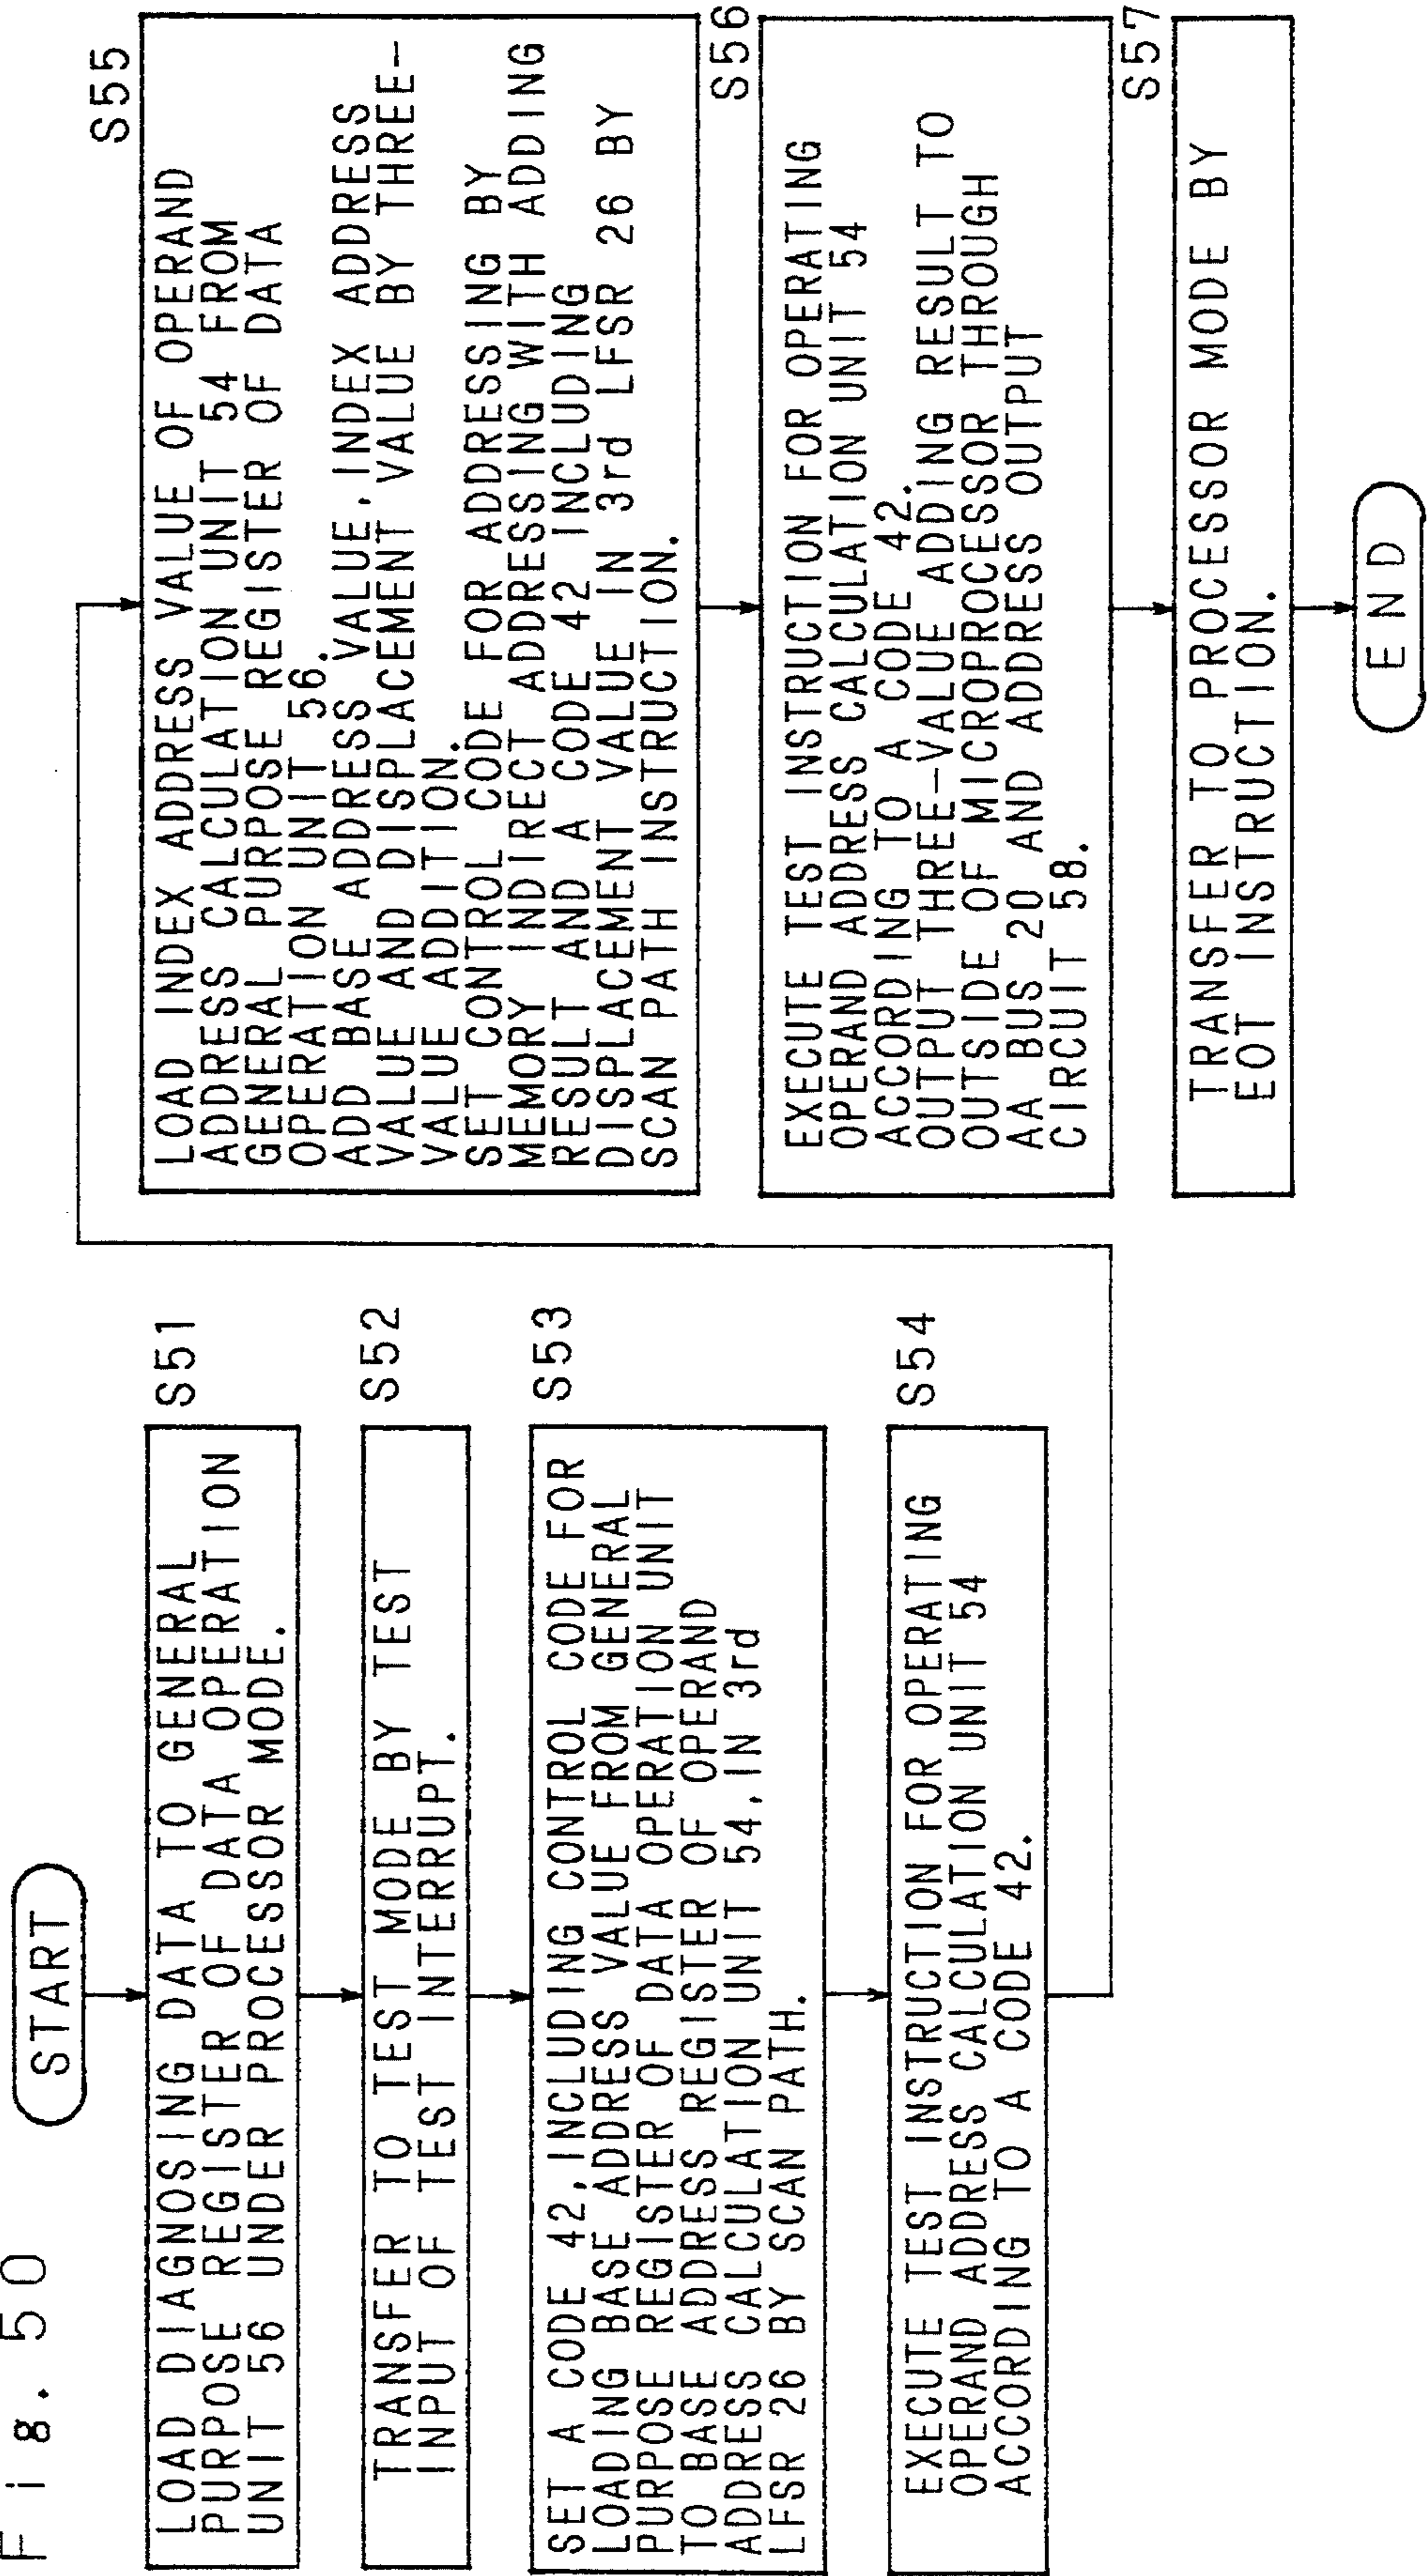 Fig. 50
START
S51
LOAD DIAGNOSING DATA TO GENERAL
PURPOSE REGISTER OF DATA OPERATION
UNIT 56 UNDER PROCESSOR MODE.
S52
TRANSFER TO TEST MODE BY TEST
INPUT OF TEST INTERRUPT.
S53
SET A CODE 42, INCLUDING CONTROL CODE FOR
LOADING BASE ADDRESS VALUE FROM GENERAL
PURPOSE REGISTER OF DATA OPERATION UNIT
TO BASE ADDRESS REGISTER OF OPERAND
ADDRESS CALCULATION UNIT 54, IN 3rd
LFSR 26 BY SCAN PATH.
S54
EXECUTE TEST INSTRUCTION FOR OPERATING
OPERAND ADDRESS CALCULATION UNIT 54
ACCORDING TO A CODE 42.
S55
LOAD INDEX ADDRESS VALUE OF OPERAND
ADDRESS CALCULATION UNIT 54 FROM
GENERAL PURPOSE REGISTER OF DATA
OPERATION UNIT 56.
ADD BASE ADDRESS VALUE, INDEX ADDRESS
VALUE AND DISPLACEMENT VALUE BY THREE-
VALUE ADDITION.
SET CONTROL CODE FOR ADDRESSING BY
MEMORY INDIRECT ADDRESSING WITH ADDING
RESULT AND A CODE 42 INCLUDING
DISPLACEMENT VALUE IN 3rd LFSR 26 BY
SCAN PATH INSTRUCTION.
S56
EXECUTE TEST INSTRUCTION FOR OPERATING
OPERAND ADDRESS CALCULATION UNIT 54
ACCORDING TO A CODE 42.
OUTPUT THREE-VALUE ADDING RESULT TO
OUTSIDE OF MICROPROCESSOR THROUGH
AA BUS 20 AND ADDRESS OUTPUT
CIRCUIT 58.
S57
TRANSFER TO PROCESSOR MODE BY
EOT INSTRUCTION.
END